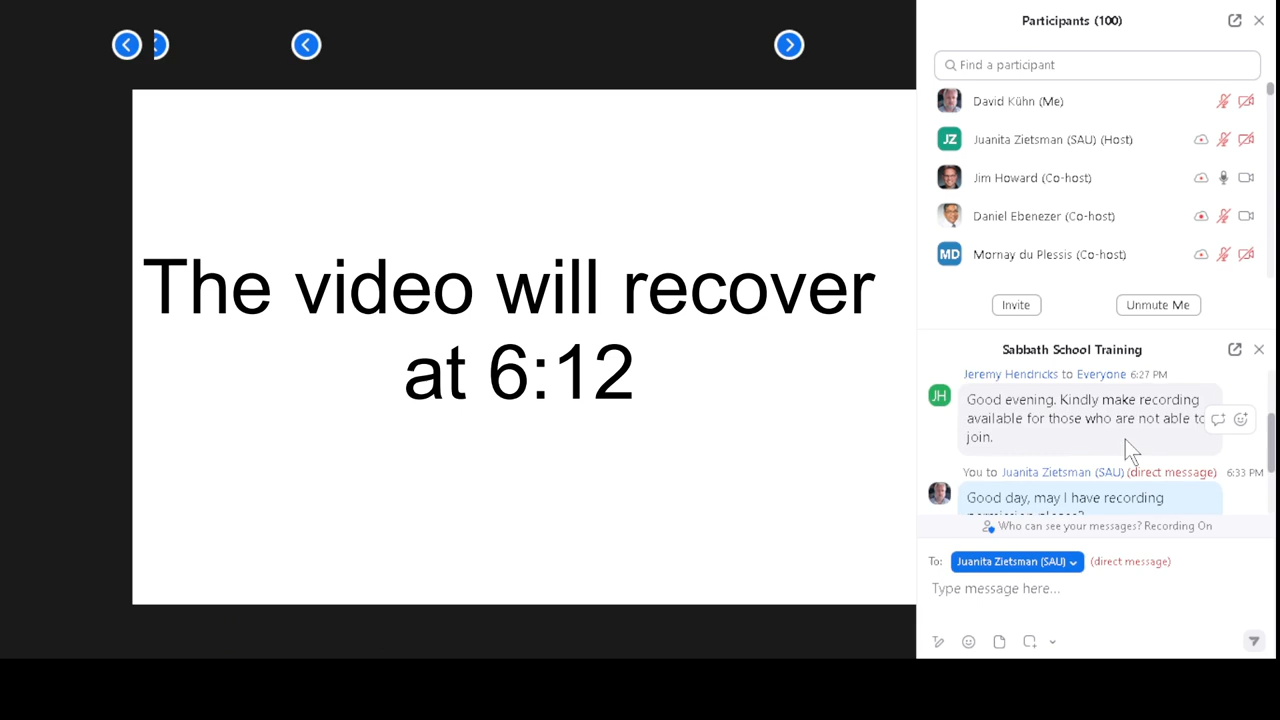 The video will recover
at 6:12
Participants (100)
Find a participant
David Kühn (Me)
JZ Juanita Zietsman (SAU) (Host)
Jim Howard (Co-host)
Daniel Ebenezer (Co-host)
MD Mornay du Plessis (Co-host)
Invite Unmute Me
Sabbath School Training
Jeremy Hendricks to Everyone 6:27 PM
JH Good evening. Kindly make recording
available for those who are not able to
join.
You to Juanita Zietsman (SAU) (direct message) 6:33 PM
Good day, may I have recording
Who can see your messages? Recording On
To: Juanita Zietsman (SAU) (direct message)
Type message here...